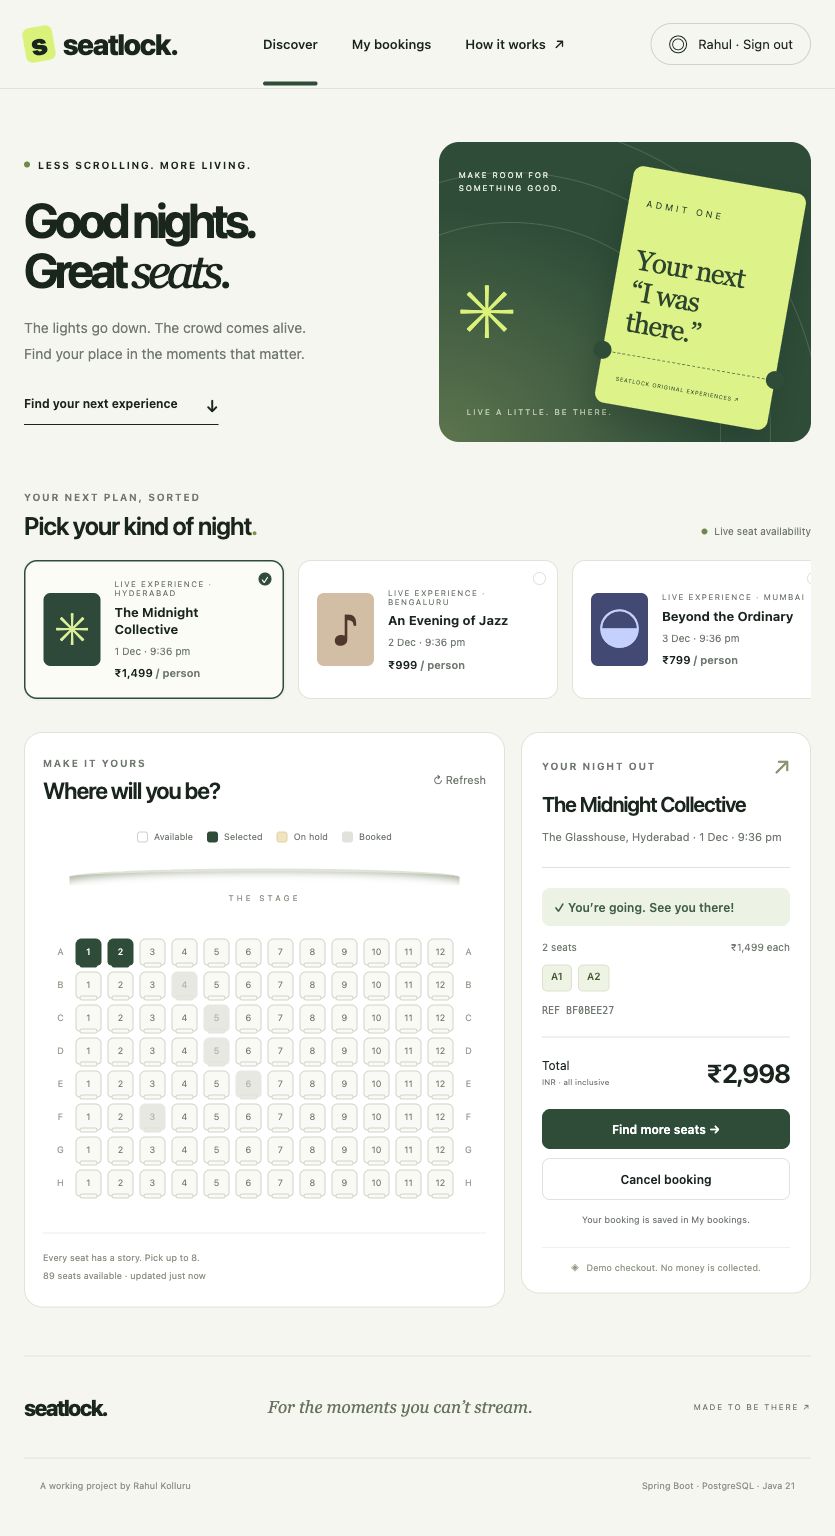 s seatlock.
Discover My bookings How it works ↗
Rahul · Sign out
LESS SCROLLING. MORE LIVING.
Good nights.
Great seats.
The lights go down. The crowd comes alive.
Find your place in the moments that matter.
Find your next experience ↓
MAKE ROOM FOR
SOMETHING GOOD.
ADMIT ONE
Your next
“I was
there.”
SEATLOCK ORIGINAL EXPERIENCES ↗
LIVE A LITTLE. BE THERE.
YOUR NEXT PLAN, SORTED
Pick your kind of night.
Live seat availability
LIVE EXPERIENCE ·
HYDERABAD
The Midnight
Collective
1 Dec · 9:36 pm
₹1,499 / person
LIVE EXPERIENCE ·
BENGALURU
An Evening of Jazz
2 Dec · 9:36 pm
₹999 / person
LIVE EXPERIENCE · MUMBAI
Beyond the Ordinary
3 Dec · 9:36 pm
₹799 / person
MAKE IT YOURS
Where will you be?
↻ Refresh
Available Selected On hold Booked
THE STAGE
A 1 2 3 4 5 6 7 8 9 10 11 12 A
B 1 2 3 4 5 6 7 8 9 10 11 12 B
C 1 2 3 4 5 6 7 8 9 10 11 12 C
D 1 2 3 4 5 6 7 8 9 10 11 12 D
E 1 2 3 4 5 6 7 8 9 10 11 12 E
F 1 2 3 4 5 6 7 8 9 10 11 12 F
G 1 2 3 4 5 6 7 8 9 10 11 12 G
H 1 2 3 4 5 6 7 8 9 10 11 12 H
Every seat has a story. Pick up to 8.
89 seats available · updated just now
YOUR NIGHT OUT
The Midnight Collective
The Glasshouse, Hyderabad · 1 Dec · 9:36 pm
✓ You’re going. See you there!
2 seats ₹1,499 each
A1 A2
REF BF0BEE27
Total ₹2,998
INR · all inclusive
Find more seats →
Cancel booking
Your booking is saved in My bookings.
◈ Demo checkout. No money is collected.
seatlock.
For the moments you can’t stream.
MADE TO BE THERE ↗
A working project by Rahul Kolluru
Spring Boot · PostgreSQL · Java 21